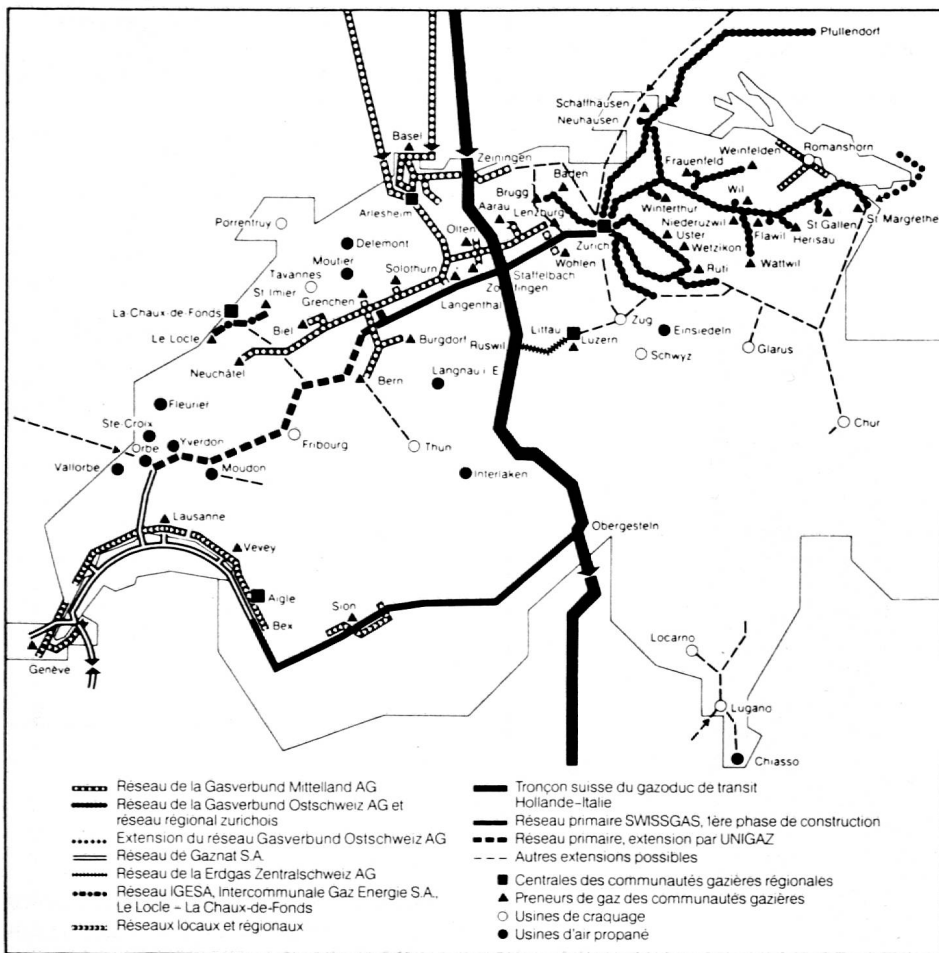 Pfullendorf
Schaffhausen
Neuhausen
Basel
Zeiningen
Weinfelden
Romanshorn
Frauenfeld
Baden
Brugg
Arlesheim
Aarau
Lenzburg
Winterthur
Wil
Niederuzwil
St Gallen
St Margrethe
Porrentruy
Olten
Zürich
Uster
Flawil
Herisau
Delemont
Wohlen
Wetzikon
Wattwil
Moutier
Solothurn
Staffelbach
Rüti
Tavannes
Zofingen
St Imier
Grenchen
Langenthal
La-Chaux-de-Fonds
Biel
Littau
Zug
Einsiedeln
Le Locle
Burgdorf
Ruswil
Luzern
Glarus
Neuchâtel
Bern
Langnau i E
Schwyz
Fleurier
Chur
Ste-Croix
Yverdon
Fribourg
Thun
Orbe
Vallorbe
Moudon
Interlaken
Lausanne
Obergesteln
Vevey
Aigle
Sion
Bex
Locarno
Genève
Lugano
Chiasso
Réseau de la Gasverbund Mittelland AG
Réseau de la Gasverbund Ostschweiz AG et
réseau régional zurichois
Extension du réseau Gasverbund Ostschweiz AG
Réseau de Gaznat S.A.
Réseau de la Erdgas Zentralschweiz AG
Réseau IGESA, Intercommunale Gaz Energie S.A.,
Le Locle – La Chaux-de-Fonds
Réseaux locaux et régionaux
Tronçon suisse du gazoduc de transit
Hollande-Italie
Réseau primaire SWISSGAS, 1ère phase de construction
Réseau primaire, extension par UNIGAZ
Autres extensions possibles
Centrales des communautés gazières régionales
Preneurs de gaz des communautés gazières
Usines de craquage
Usines d'air propané